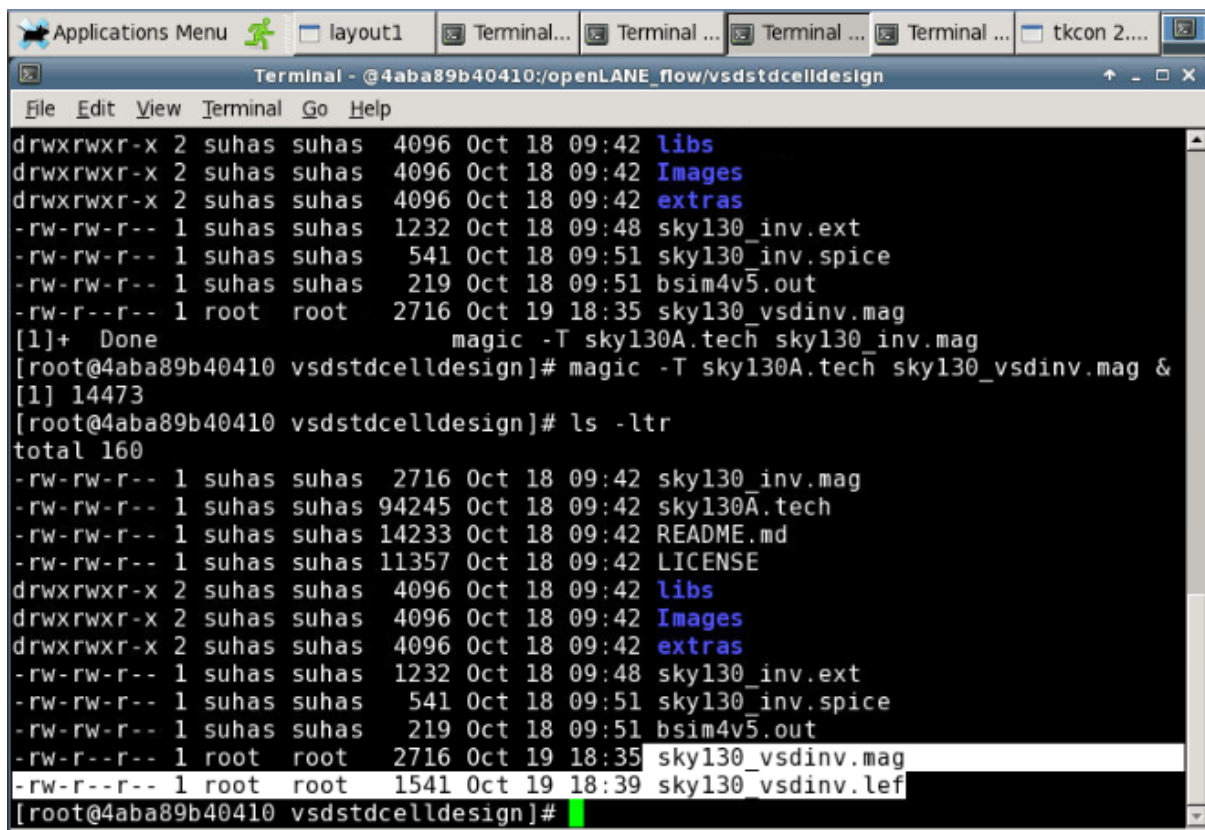 Applications Menu layout1 Terminal... Terminal ... Terminal ... Terminal ... tkcon 2....
Terminal - @4aba89b40410:/openLANE_flow/vsdstdcelldesign
File Edit View Terminal Go Help
drwxrwxr-x 2 suhas suhas  4096 Oct 18 09:42 libs
drwxrwxr-x 2 suhas suhas  4096 Oct 18 09:42 Images
drwxrwxr-x 2 suhas suhas  4096 Oct 18 09:42 extras
-rw-rw-r-- 1 suhas suhas  1232 Oct 18 09:48 sky130_inv.ext
-rw-rw-r-- 1 suhas suhas   541 Oct 18 09:51 sky130_inv.spice
-rw-rw-r-- 1 suhas suhas   219 Oct 18 09:51 bsim4v5.out
-rw-r--r-- 1 root  root   2716 Oct 19 18:35 sky130_vsdinv.mag
[1]+  Done                    magic -T sky130A.tech sky130_inv.mag
[root@4aba89b40410 vsdstdcelldesign]# magic -T sky130A.tech sky130_vsdinv.mag &
[1] 14473
[root@4aba89b40410 vsdstdcelldesign]# ls -ltr
total 160
-rw-rw-r-- 1 suhas suhas  2716 Oct 18 09:42 sky130_inv.mag
-rw-rw-r-- 1 suhas suhas 94245 Oct 18 09:42 sky130A.tech
-rw-rw-r-- 1 suhas suhas 14233 Oct 18 09:42 README.md
-rw-rw-r-- 1 suhas suhas 11357 Oct 18 09:42 LICENSE
drwxrwxr-x 2 suhas suhas  4096 Oct 18 09:42 libs
drwxrwxr-x 2 suhas suhas  4096 Oct 18 09:42 Images
drwxrwxr-x 2 suhas suhas  4096 Oct 18 09:42 extras
-rw-rw-r-- 1 suhas suhas  1232 Oct 18 09:48 sky130_inv.ext
-rw-rw-r-- 1 suhas suhas   541 Oct 18 09:51 sky130_inv.spice
-rw-rw-r-- 1 suhas suhas   219 Oct 18 09:51 bsim4v5.out
-rw-r--r-- 1 root  root   2716 Oct 19 18:35 sky130_vsdinv.mag
-rw-r--r-- 1 root  root   1541 Oct 19 18:39 sky130_vsdinv.lef
[root@4aba89b40410 vsdstdcelldesign]#